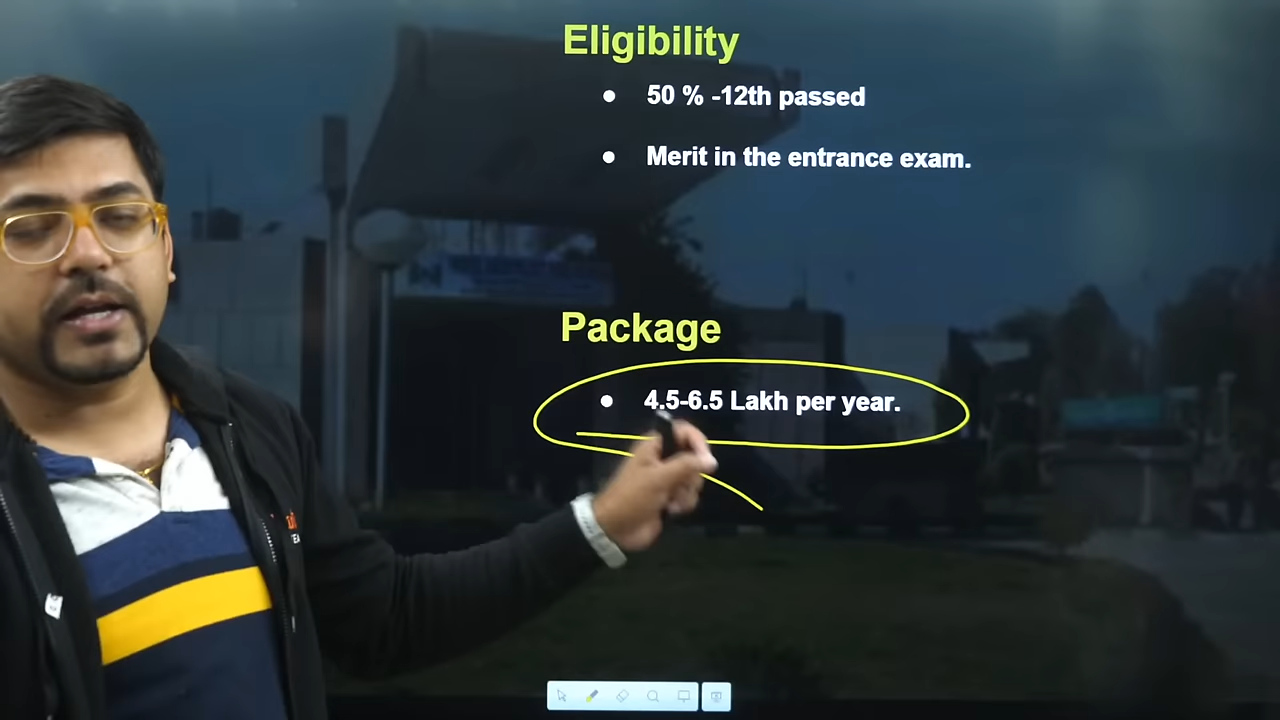 Eligibility
• 50 % -12th passed
• Merit in the entrance exam.
Package
• 4.5-6.5 Lakh per year.